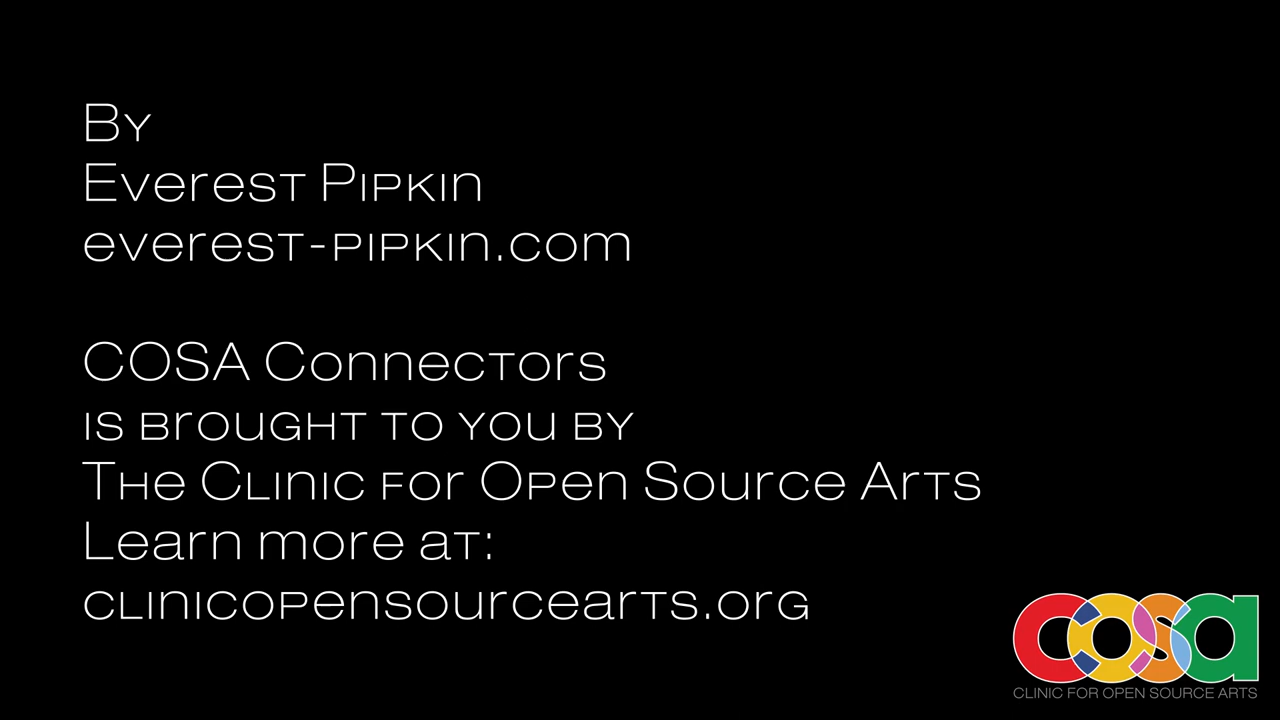 By
Everest Pipkin
everest-pipkin.com
COSA Connectors
is brought to you by
The Clinic for Open Source Arts
Learn more at:
clinicopensourcearts.org
cosa
CLINIC FOR OPEN SOURCE ARTS